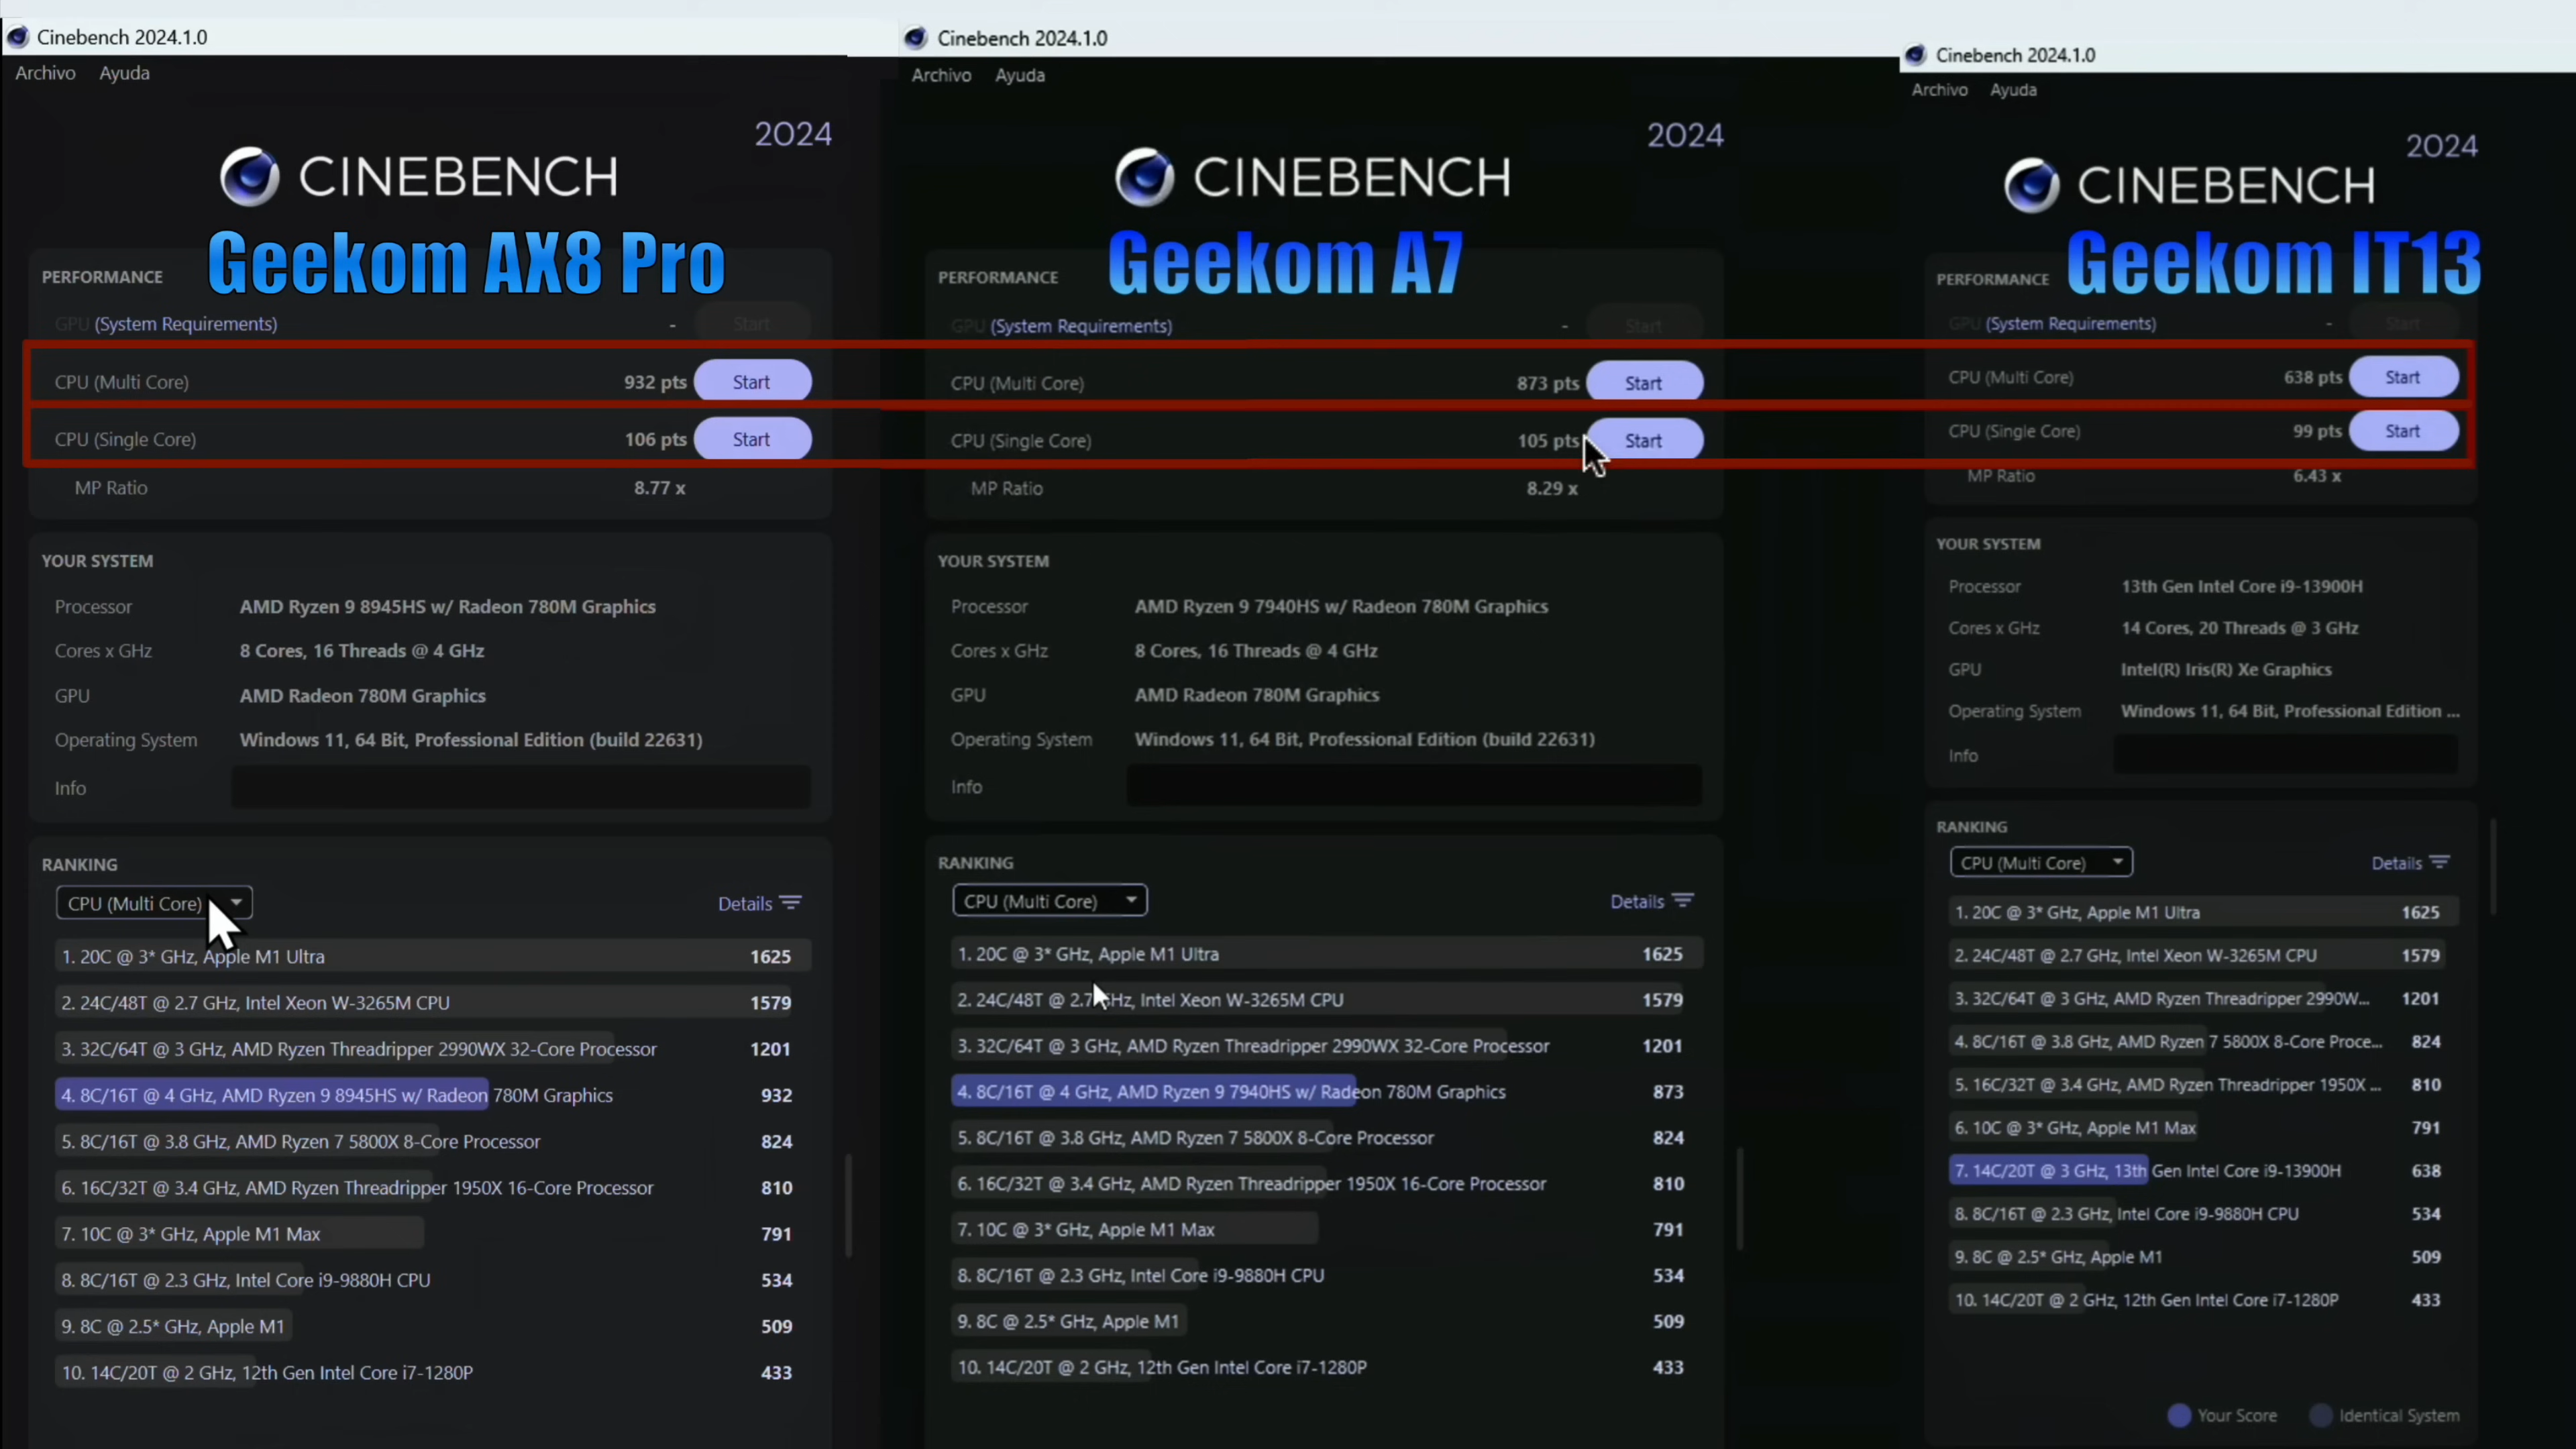 Cinebench 2024.1.0
Archivo Ayuda
2024
CINEBENCH
Geekom AX8 Pro
PERFORMANCE
GPU (System Requirements) - Start
CPU (Multi Core) 932 pts Start
CPU (Single Core) 106 pts Start
MP Ratio 8.77 x
YOUR SYSTEM
Processor AMD Ryzen 9 8945HS w/ Radeon 780M Graphics
Cores x GHz 8 Cores, 16 Threads @ 4 GHz
GPU AMD Radeon 780M Graphics
Operating System Windows 11, 64 Bit, Professional Edition (build 22631)
Info
RANKING
CPU (Multi Core) Details
1. 20C @ 3* GHz, Apple M1 Ultra 1625
2. 24C/48T @ 2.7 GHz, Intel Xeon W-3265M CPU 1579
3. 32C/64T @ 3 GHz, AMD Ryzen Threadripper 2990WX 32-Core Processor 1201
4. 8C/16T @ 4 GHz, AMD Ryzen 9 8945HS w/ Radeon 780M Graphics 932
5. 8C/16T @ 3.8 GHz, AMD Ryzen 7 5800X 8-Core Processor 824
6. 16C/32T @ 3.4 GHz, AMD Ryzen Threadripper 1950X 16-Core Processor 810
7. 10C @ 3* GHz, Apple M1 Max 791
8. 8C/16T @ 2.3 GHz, Intel Core i9-9880H CPU 534
9. 8C @ 2.5* GHz, Apple M1 509
10. 14C/20T @ 2 GHz, 12th Gen Intel Core i7-1280P 433
Cinebench 2024.1.0
Archivo Ayuda
2024
CINEBENCH
Geekom A7
PERFORMANCE
GPU (System Requirements) - Start
CPU (Multi Core) 873 pts Start
CPU (Single Core) 105 pts Start
MP Ratio 8.29 x
YOUR SYSTEM
Processor AMD Ryzen 9 7940HS w/ Radeon 780M Graphics
Cores x GHz 8 Cores, 16 Threads @ 4 GHz
GPU AMD Radeon 780M Graphics
Operating System Windows 11, 64 Bit, Professional Edition (build 22631)
Info
RANKING
CPU (Multi Core) Details
1. 20C @ 3* GHz, Apple M1 Ultra 1625
2. 24C/48T @ 2.7 GHz, Intel Xeon W-3265M CPU 1579
3. 32C/64T @ 3 GHz, AMD Ryzen Threadripper 2990WX 32-Core Processor 1201
4. 8C/16T @ 4 GHz, AMD Ryzen 9 7940HS w/ Radeon 780M Graphics 873
5. 8C/16T @ 3.8 GHz, AMD Ryzen 7 5800X 8-Core Processor 824
6. 16C/32T @ 3.4 GHz, AMD Ryzen Threadripper 1950X 16-Core Processor 810
7. 10C @ 3* GHz, Apple M1 Max 791
8. 8C/16T @ 2.3 GHz, Intel Core i9-9880H CPU 534
9. 8C @ 2.5* GHz, Apple M1 509
10. 14C/20T @ 2 GHz, 12th Gen Intel Core i7-1280P 433
Cinebench 2024.1.0
Archivo Ayuda
2024
CINEBENCH
Geekom IT13
PERFORMANCE
GPU (System Requirements) - Start
CPU (Multi Core) 638 pts Start
CPU (Single Core) 99 pts Start
MP Ratio 6.43 x
YOUR SYSTEM
Processor 13th Gen Intel Core i9-13900H
Cores x GHz 14 Cores, 20 Threads @ 3 GHz
GPU Intel(R) Iris(R) Xe Graphics
Operating System Windows 11, 64 Bit, Professional Edition ...
Info
RANKING
CPU (Multi Core) Details
1. 20C @ 3* GHz, Apple M1 Ultra 1625
2. 24C/48T @ 2.7 GHz, Intel Xeon W-3265M CPU 1579
3. 32C/64T @ 3 GHz, AMD Ryzen Threadripper 2990W... 1201
4. 8C/16T @ 3.8 GHz, AMD Ryzen 7 5800X 8-Core Proce... 824
5. 16C/32T @ 3.4 GHz, AMD Ryzen Threadripper 1950X ... 810
6. 10C @ 3* GHz, Apple M1 Max 791
7. 14C/20T @ 3 GHz, 13th Gen Intel Core i9-13900H 638
8. 8C/16T @ 2.3 GHz, Intel Core i9-9880H CPU 534
9. 8C @ 2.5* GHz, Apple M1 509
10. 14C/20T @ 2 GHz, 12th Gen Intel Core i7-1280P 433
Your Score Identical System